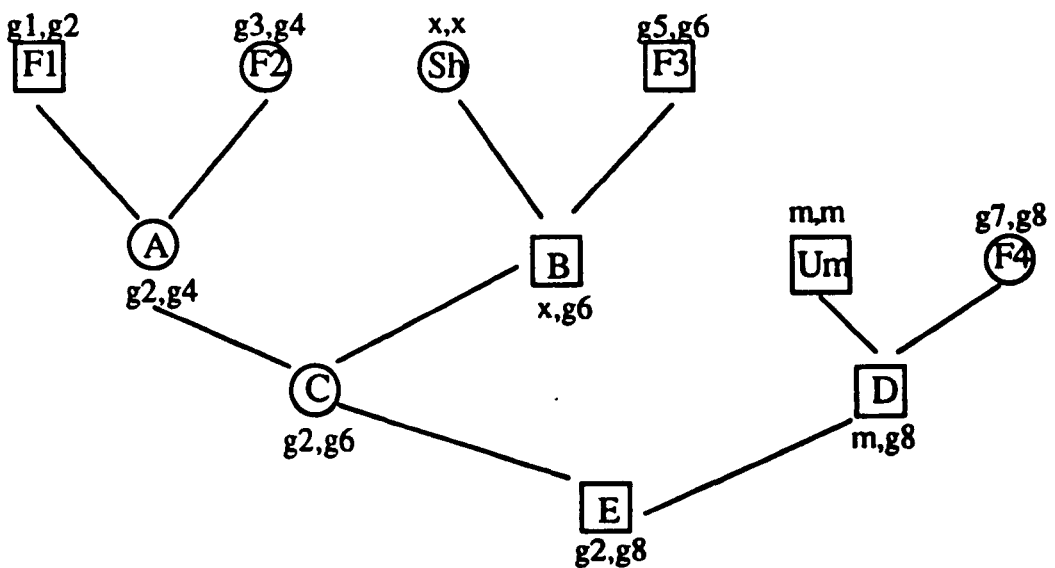 g1,g2 g3,g4 x,x g5,g6
F1 F2 Sh F3
m,m g7,g8
A B Um F4
g2,g4 x,g6
C D
g2,g6 m,g8
E
g2,g8